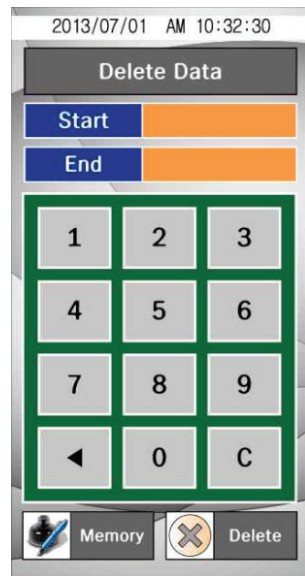 2013/07/01 AM 10:32:30
Delete Data
Start
End
1 2 3
4 5 6
7 8 9
◀ 0 C
Memory Delete